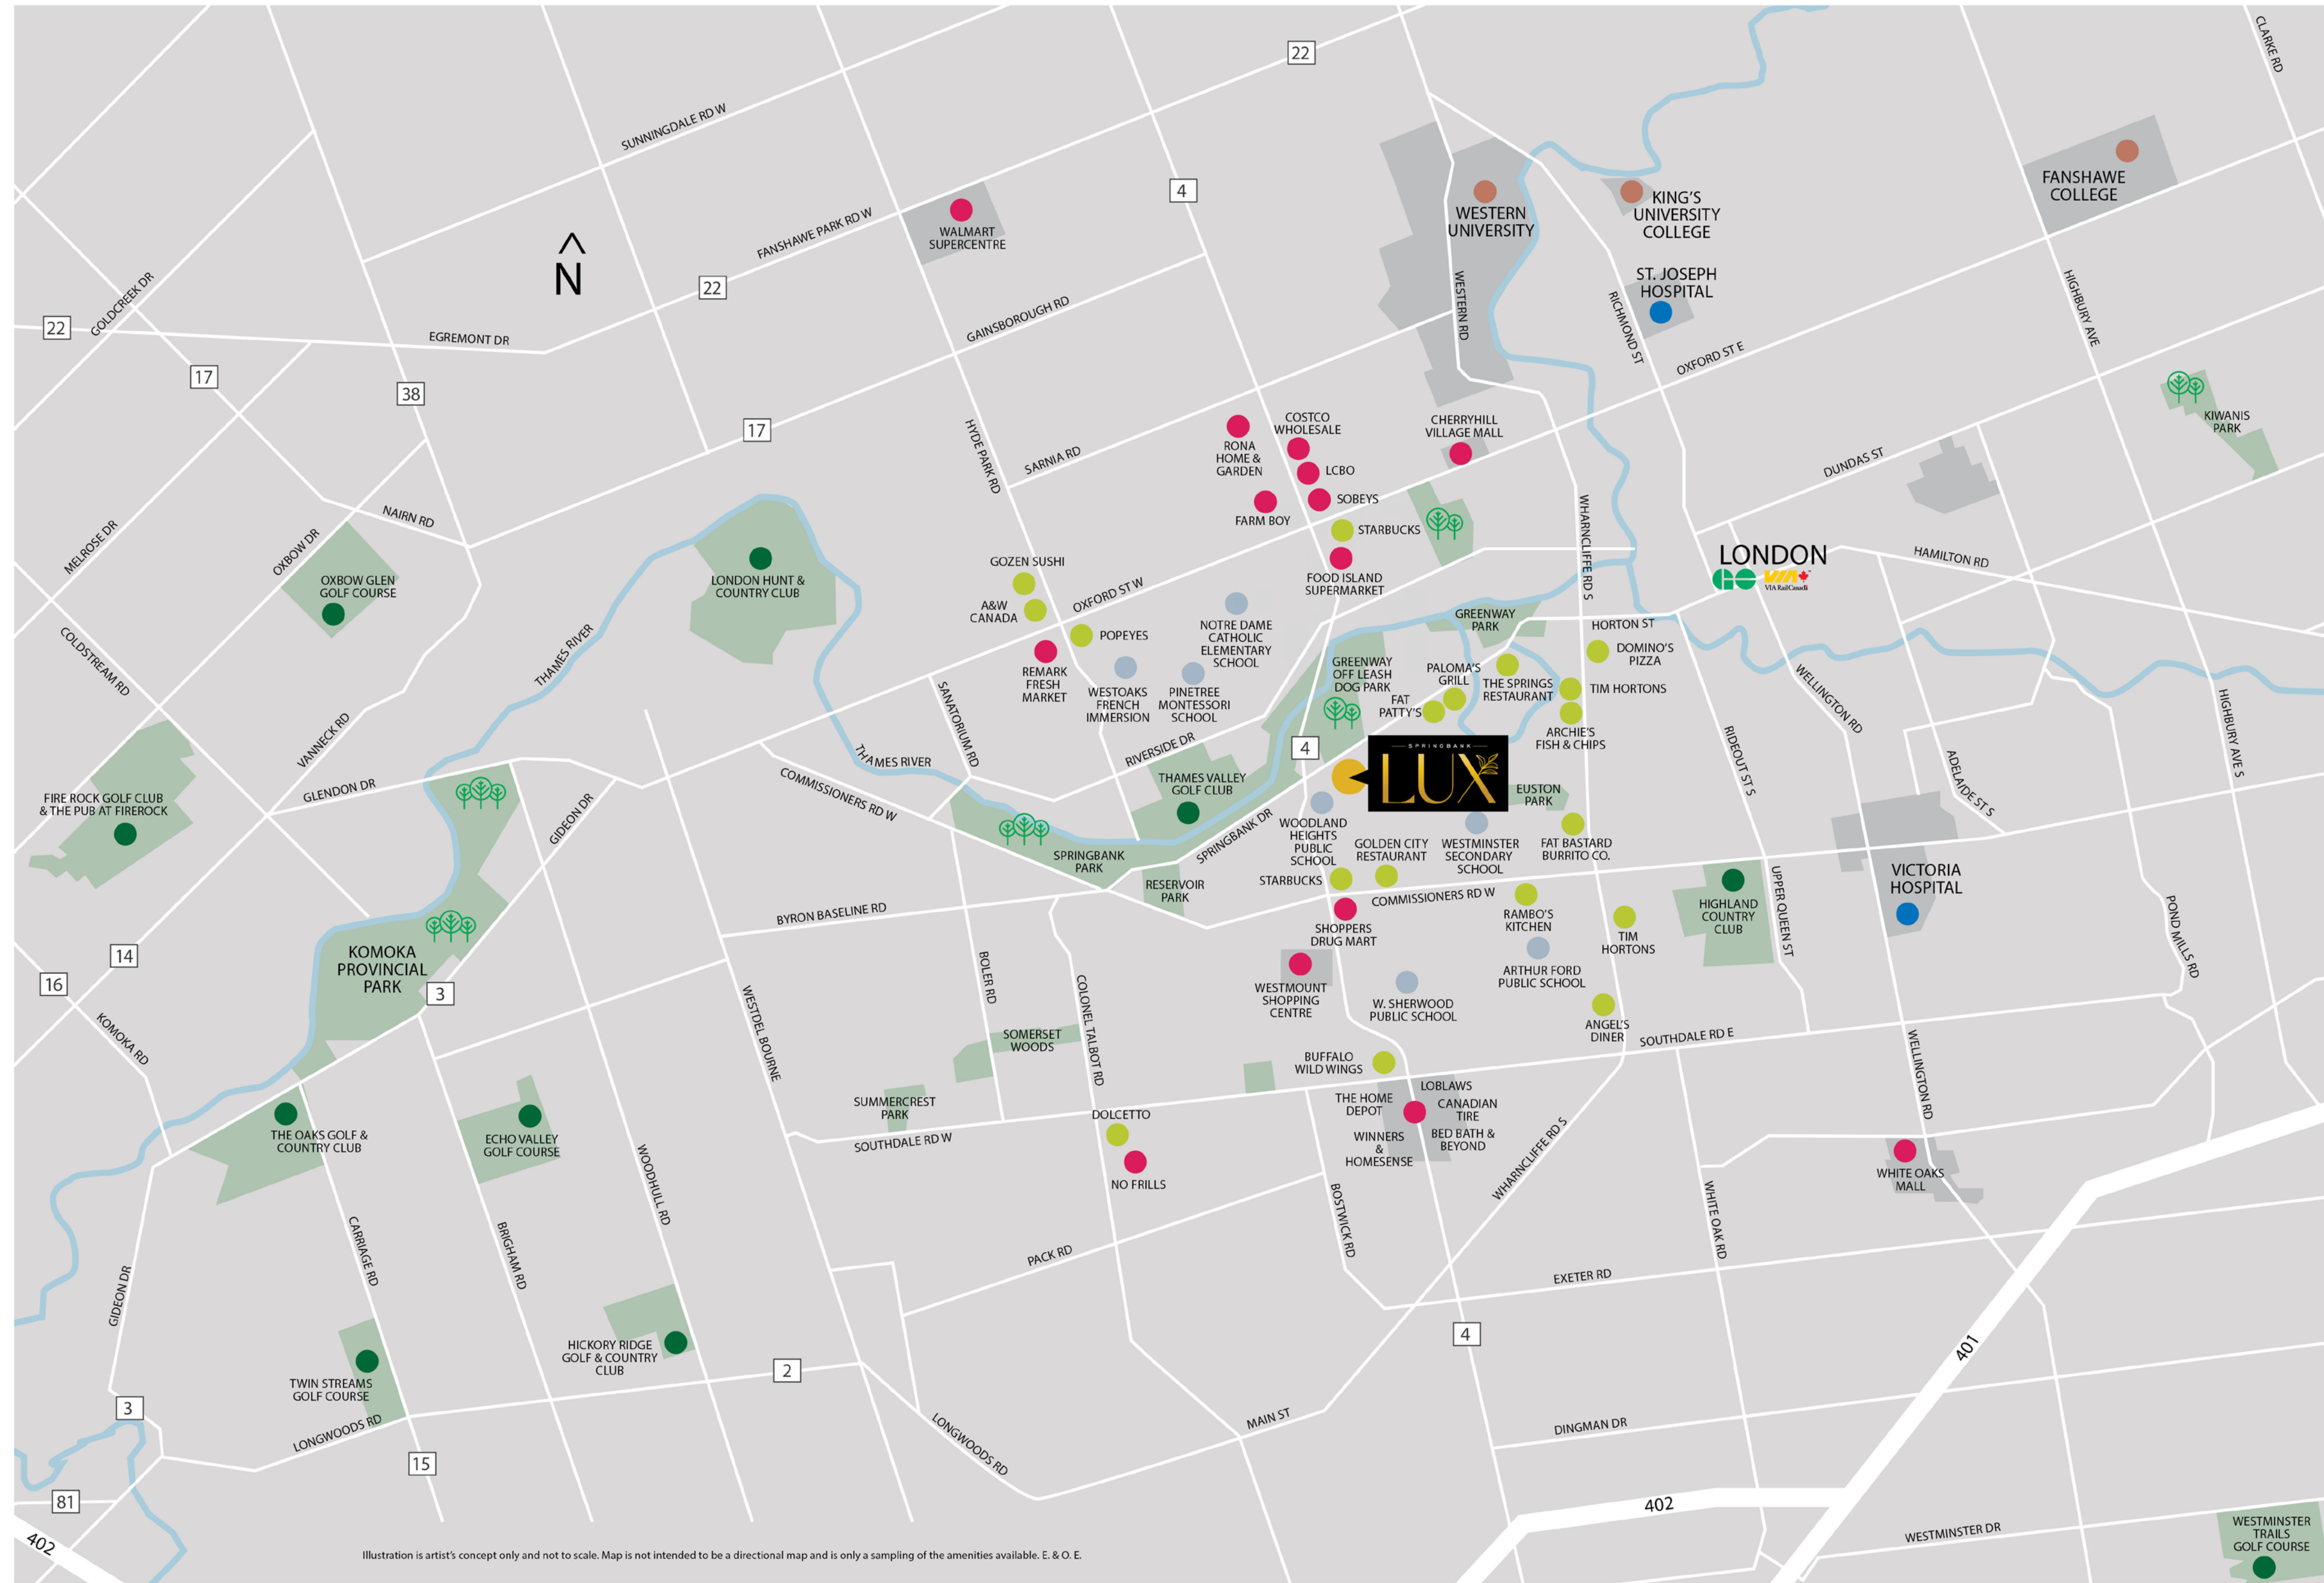 CLARKE RD
22
SUNNINGDALE RD W
4
FANSHAWE
COLLEGE
WESTERN
UNIVERSITY
KING'S
UNIVERSITY
COLLEGE
WALMART
SUPERCENTRE
FANSHAWE PARK RD W
N
22
ST. JOSEPH
HOSPITAL
WESTERN RD
RICHMOND ST
HIGHBURY AVE
GOLDCREEK DR
22
EGREMONT DR
GAINSBOROUGH RD
OXFORD ST E
17
38
17
HYDE PARK RD
SARNIA RD
RONA
HOME &
GARDEN
COSTCO
WHOLESALE
LCBO
SOBEYS
FARM BOY
STARBUCKS
FOOD ISLAND
SUPERMARKET
CHERRYHILL
VILLAGE MALL
KIWANIS
PARK
DUNDAS ST
WHARNCLIFFE RD S
LONDON
GO
VIA
VIA Rail Canada
HAMILTON RD
NAIRN RD
MELROSE DR
OXBOW DR
OXBOW GLEN
GOLF COURSE
LONDON HUNT &
COUNTRY CLUB
GOZEN SUSHI
A&W
CANADA
OXFORD ST W
POPEYES
REMARK
FRESH
MARKET
WESTOAKS
FRENCH
IMMERSION
PINETREE
MONTESSORI
SCHOOL
NOTRE DAME
CATHOLIC
ELEMENTARY
SCHOOL
GREENWAY
PARK
HORTON ST
DOMINO'S
PIZZA
GREENWAY
OFF LEASH
DOG PARK
PALOMA'S
GRILL
THE SPRINGS
RESTAURANT
TIM HORTONS
FAT
PATTY'S
ARCHIE'S
FISH & CHIPS
COLDSTREAM RD
THAMES RIVER
VANNECK RD
SANATORIUM RD
THAMES RIVER
RIVERSIDE DR
4
SPRINGBANK
LUX
WELLINGTON RD
RIDEOUT ST S
HIGHBURY AVE S
ADELAIDE ST S
FIRE ROCK GOLF CLUB
& THE PUB AT FIREROCK
GLENDON DR
GIDEON DR
COMMISSIONERS RD W
THAMES VALLEY
GOLF CLUB
SPRINGBANK DR
SPRINGBANK
PARK
RESERVOIR
PARK
WOODLAND
HEIGHTS
PUBLIC
SCHOOL
EUSTON
PARK
GOLDEN CITY
RESTAURANT
WESTMINSTER
SECONDARY
SCHOOL
FAT BASTARD
BURRITO CO.
STARBUCKS
COMMISSIONERS RD W
SHOPPERS
DRUG MART
RAMBO'S
KITCHEN
TIM
HORTONS
HIGHLAND
COUNTRY
CLUB
UPPER QUEEN ST
VICTORIA
HOSPITAL
POND MILLS RD
BYRON BASELINE RD
KOMOKA
PROVINCIAL
PARK
3
14
16
KOMOKA RD
WESTDEL BOURNE
BOLER RD
COLONEL TALBOT RD
WESTMOUNT
SHOPPING
CENTRE
W. SHERWOOD
PUBLIC SCHOOL
ARTHUR FORD
PUBLIC SCHOOL
ANGEL'S
DINER
SOUTHDALE RD E
WELLINGTON RD
SOMERSET
WOODS
SUMMERCREST
PARK
BUFFALO
WILD WINGS
LOBLAWS
THE HOME
DEPOT
CANADIAN
TIRE
WINNERS
&
HOMESENSE
BED BATH &
BEYOND
DOLCETTO
NO FRILLS
SOUTHDALE RD W
WHARNCLIFFE RD S
WHITE OAKS
MALL
THE OAKS GOLF &
COUNTRY CLUB
ECHO VALLEY
GOLF COURSE
WOODHULL RD
BOSTWICK RD
WHITE OAK RD
CARRIAGE RD
BRIGHAM RD
PACK RD
EXETER RD
GIDEON DR
HICKORY RIDGE
GOLF & COUNTRY
CLUB
2
4
401
TWIN STREAMS
GOLF COURSE
3
LONGWOODS RD
15
LONGWOODS RD
MAIN ST
DINGMAN DR
81
402
402
WESTMINSTER DR
WESTMINSTER
TRAILS
GOLF COURSE
Illustration is artist's concept only and not to scale. Map is not intended to be a directional map and is only a sampling of the amenities available. E. & O. E.